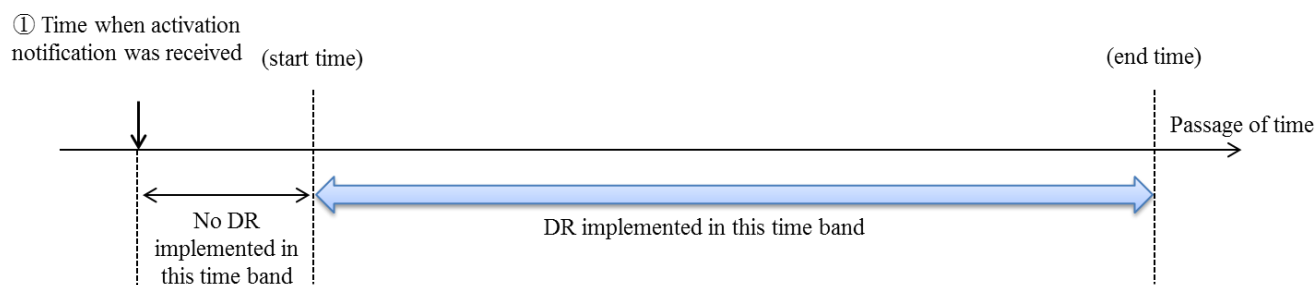 ① Time when activation
notification was received
(start time)
(end time)
Passage of time
No DR
implemented in
this time band
DR implemented in this time band